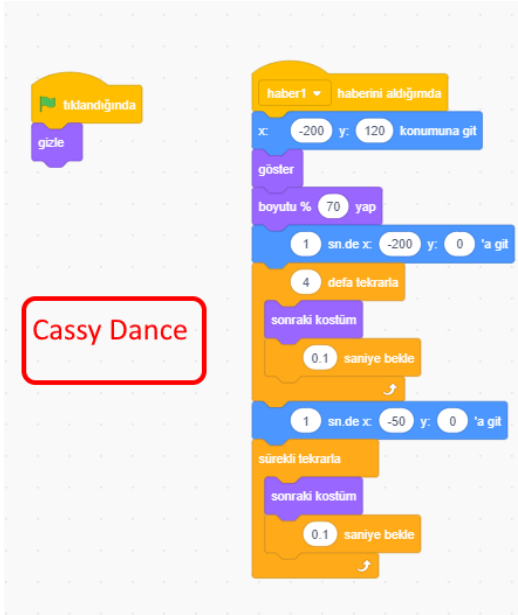 tıklandığında
gizle
Cassy Dance
haber1 haberini aldığımda
x: -200 y: 120 konumuna git
göster
boyutu % 70 yap
1 sn.de x: -200 y: 0 'a git
4 defa tekrarla
sonraki kostüm
0.1 saniye bekle
1 sn.de x: -50 y: 0 'a git
sürekli tekrarla
sonraki kostüm
0.1 saniye bekle